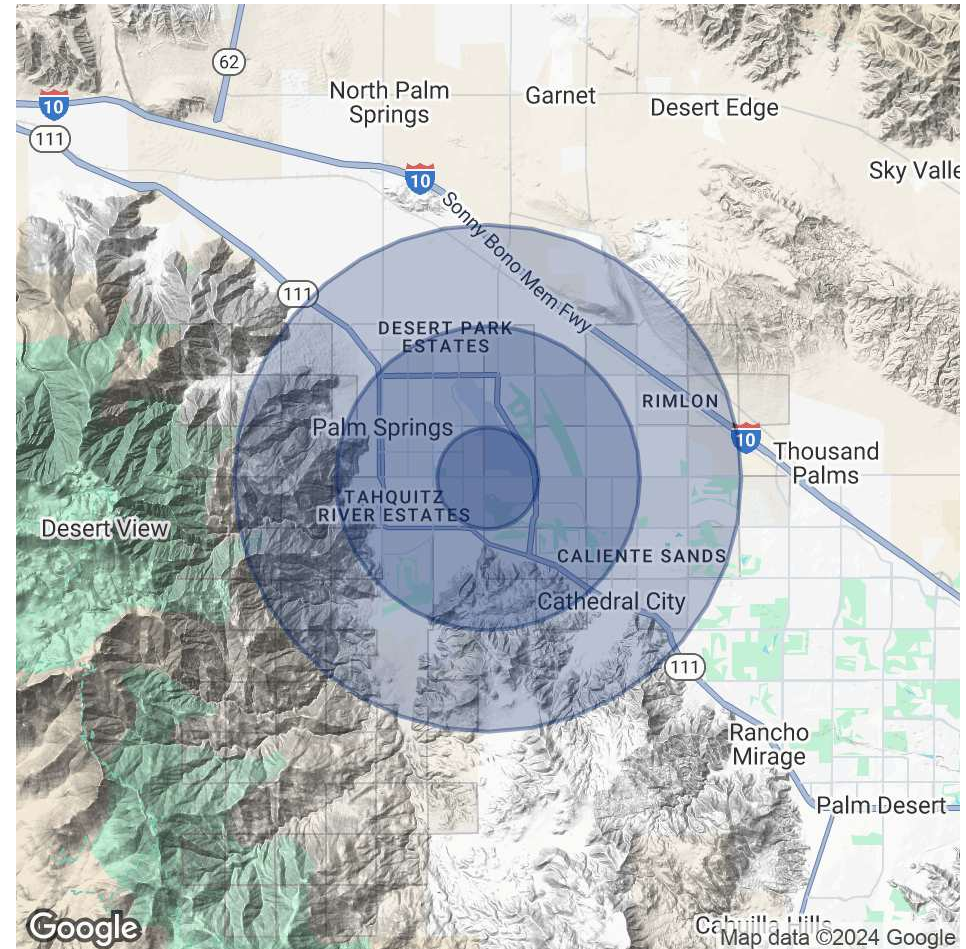 62
North Palm
Springs
Garnet
Desert Edge
10
111
Sky Valle
10
Sonny Bono Mem Fwy
111
DESERT PARK
ESTATES
RIMLON
Palm Springs
10
Thousand
Palms
TAHQUITZ
RIVER ESTATES
Desert View
CALIENTE SANDS
Cathedral City
111
Rancho
Mirage
Palm Desert
Google
Cahuilla Hills
Map data ©2024 Google